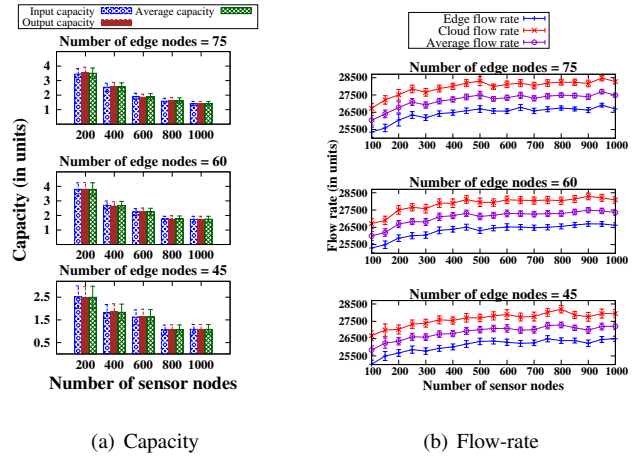 Input capacity
Average capacity
Output capacity
Number of edge nodes = 75
4
3
2
1
200 400 600 800 1000
Number of edge nodes = 60
4
3
2
1
200 400 600 800 1000
Number of edge nodes = 45
2.5
1.5
0.5
200 400 600 800 1000
Capacity (in units)
Number of sensor nodes
(a) Capacity
Edge flow rate
Cloud flow rate
Average flow rate
Number of edge nodes = 75
28500
27500
26500
25500
100 200 300 400 500 600 700 800 900 1000
Number of edge nodes = 60
28500
27500
26500
25500
100 200 300 400 500 600 700 800 900 1000
Number of edge nodes = 45
28500
27500
26500
25500
100 200 300 400 500 600 700 800 900 1000
Flow rate (in units)
Number of sensor nodes
(b) Flow-rate